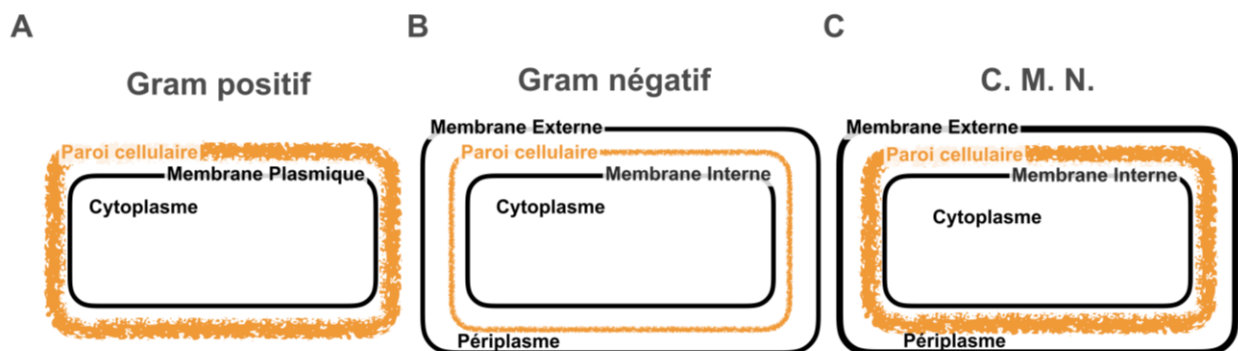 A
B
C
Gram positif
Gram négatif
C. M. N.
Paroi cellulaire
Membrane Plasmique
Cytoplasme
Membrane Externe
Paroi cellulaire
Membrane Interne
Cytoplasme
Périplasme
Membrane Externe
Paroi cellulaire
Membrane Interne
Cytoplasme
Périplasme